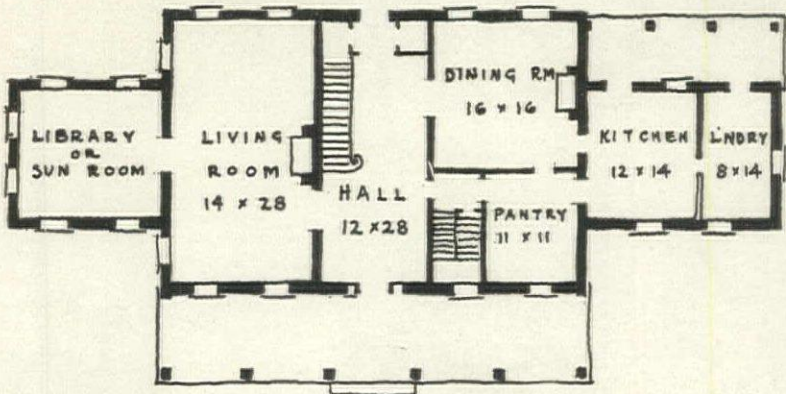 LIBRARY
OR
SUN ROOM
LIVING
ROOM
14 x 28
HALL
12 x 28
DINING RM
16 x 16
PANTRY
11 x 11
KITCHEN
12 x 14
L'NDRY
8 x 14